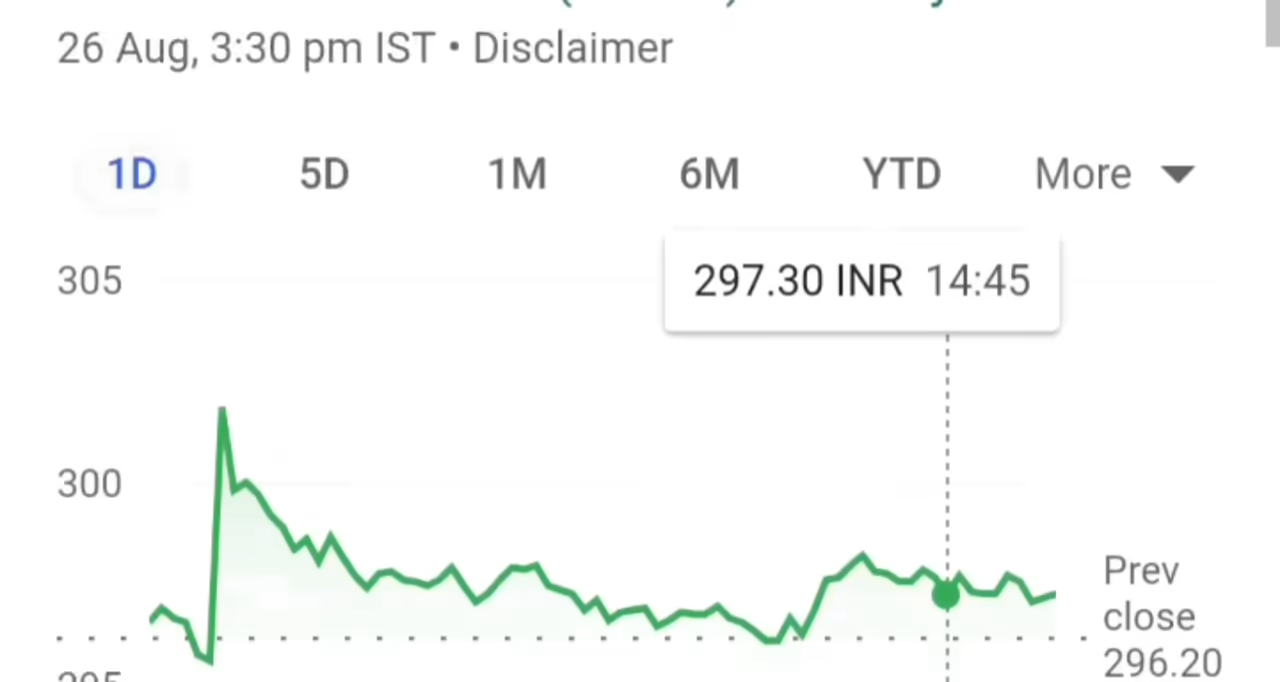 26 Aug, 3:30 pm IST • Disclaimer
1D 5D 1M 6M YTD More
297.30 INR 14:45
305
300
Prev
close
296.20